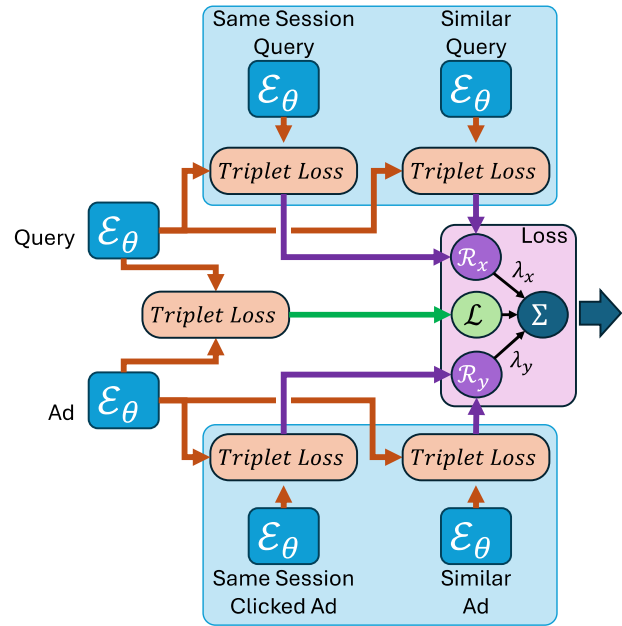 Same Session
Query
Similar
Query
ℰθ
ℰθ
Triplet Loss
Triplet Loss
Query
ℰθ
Loss
ℛx
λx
Triplet Loss
ℒ
Σ
ℛy
λy
Ad
ℰθ
Triplet Loss
Triplet Loss
ℰθ
ℰθ
Same Session
Clicked Ad
Similar
Ad